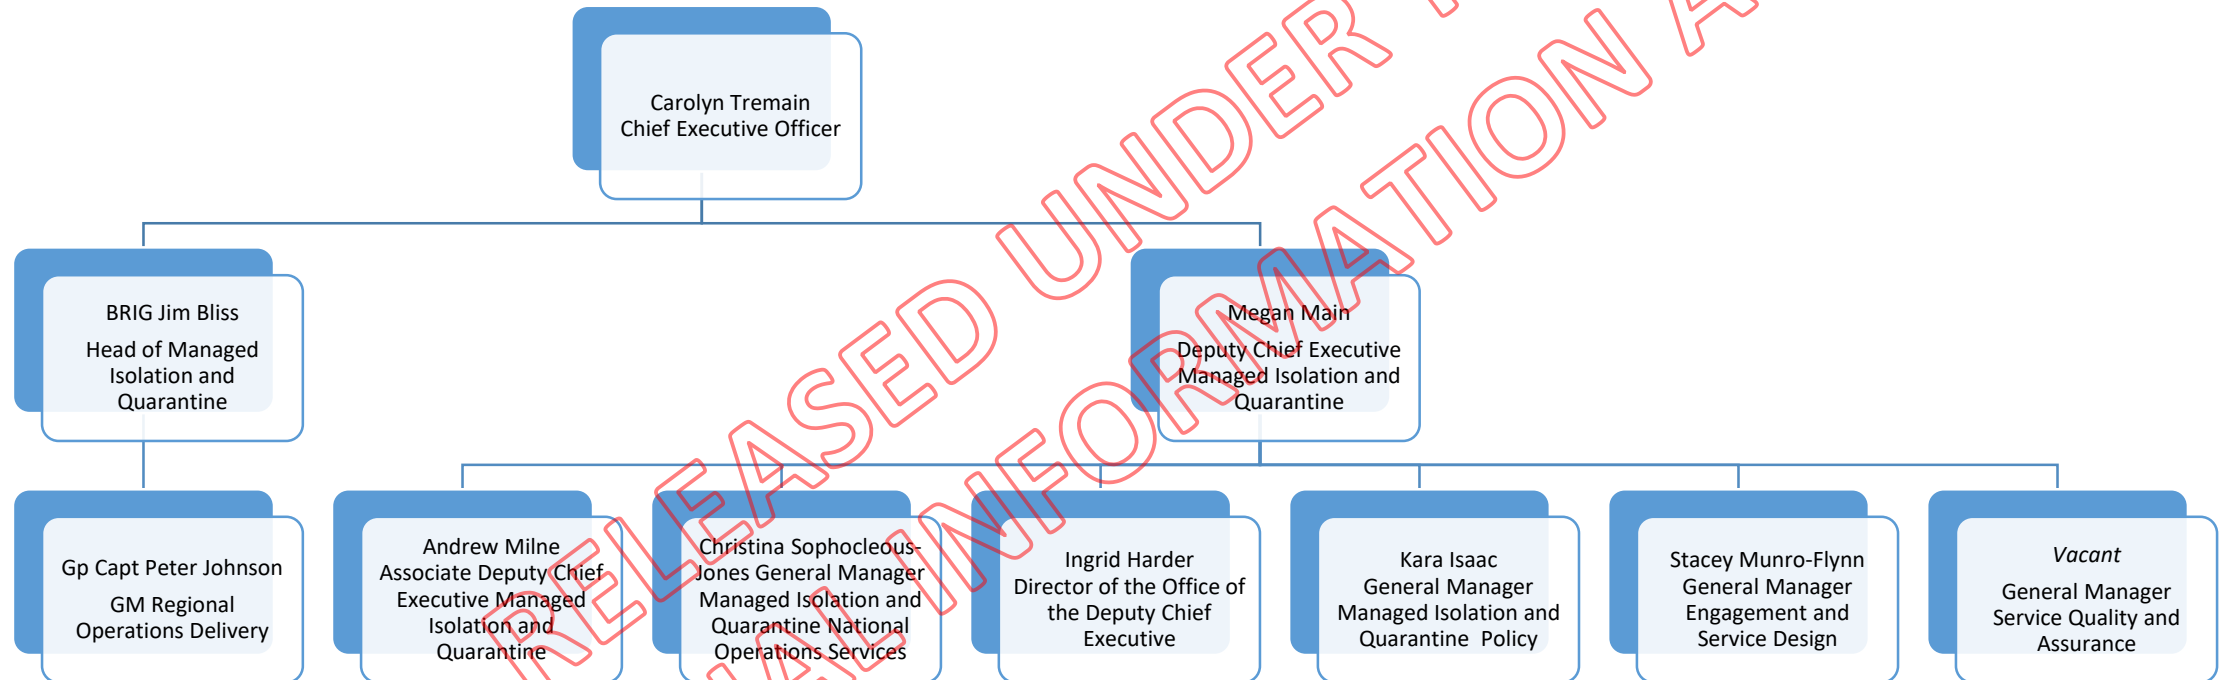 Carolyn Tremain
Chief Executive Officer
BRIG Jim Bliss
Head of Managed
Isolation and
Quarantine
Megan Main
Deputy Chief Executive
Managed Isolation and
Quarantine
Gp Capt Peter Johnson
GM Regional
Operations Delivery
Andrew Milne
Associate Deputy Chief
Executive Managed
Isolation and
Quarantine
Christina Sophocleous-
Jones General Manager
Managed Isolation and
Quarantine National
Operations Services
Ingrid Harder
Director of the Office of
the Deputy Chief
Executive
Kara Isaac
General Manager
Managed Isolation and
Quarantine Policy
Stacey Munro-Flynn
General Manager
Engagement and
Service Design
Vacant
General Manager
Service Quality and
Assurance
RELEASED UNDER
INFORMATION